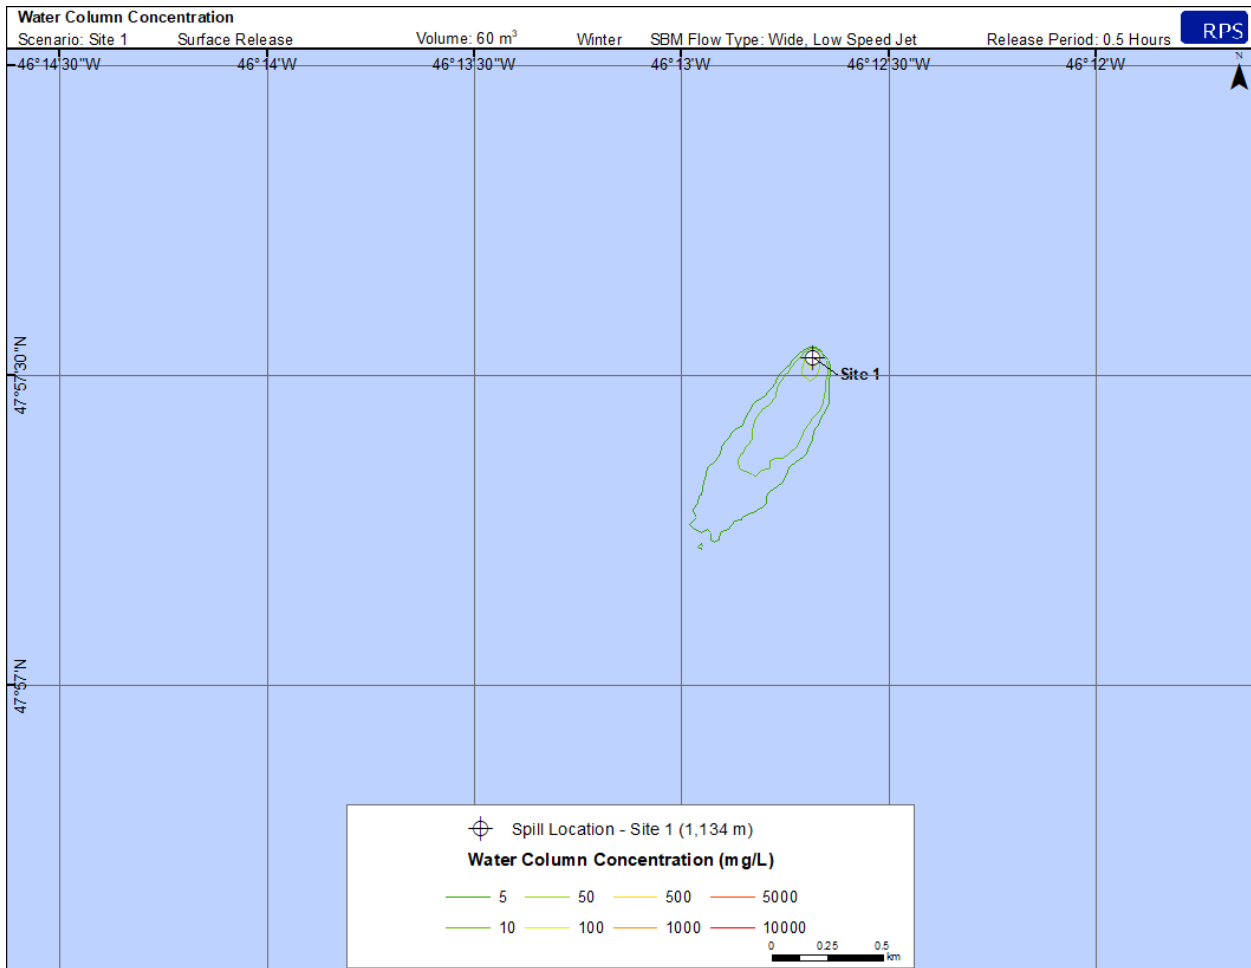 Water Column Concentration
Scenario: Site 1 Surface Release Volume: 60 m³ Winter SBM Flow Type: Wide, Low Speed Jet Release Period: 0.5 Hours
RPS
46°14'30"W 46°14'W 46°13'30"W 46°13'W 46°12'30"W 46°12'W
N
47°57'30"N
Site 1
47°57'N
Spill Location - Site 1 (1,134 m)
Water Column Concentration (mg/L)
5 50 500 5000
10 100 1000 10000
0 0.25 0.5
km